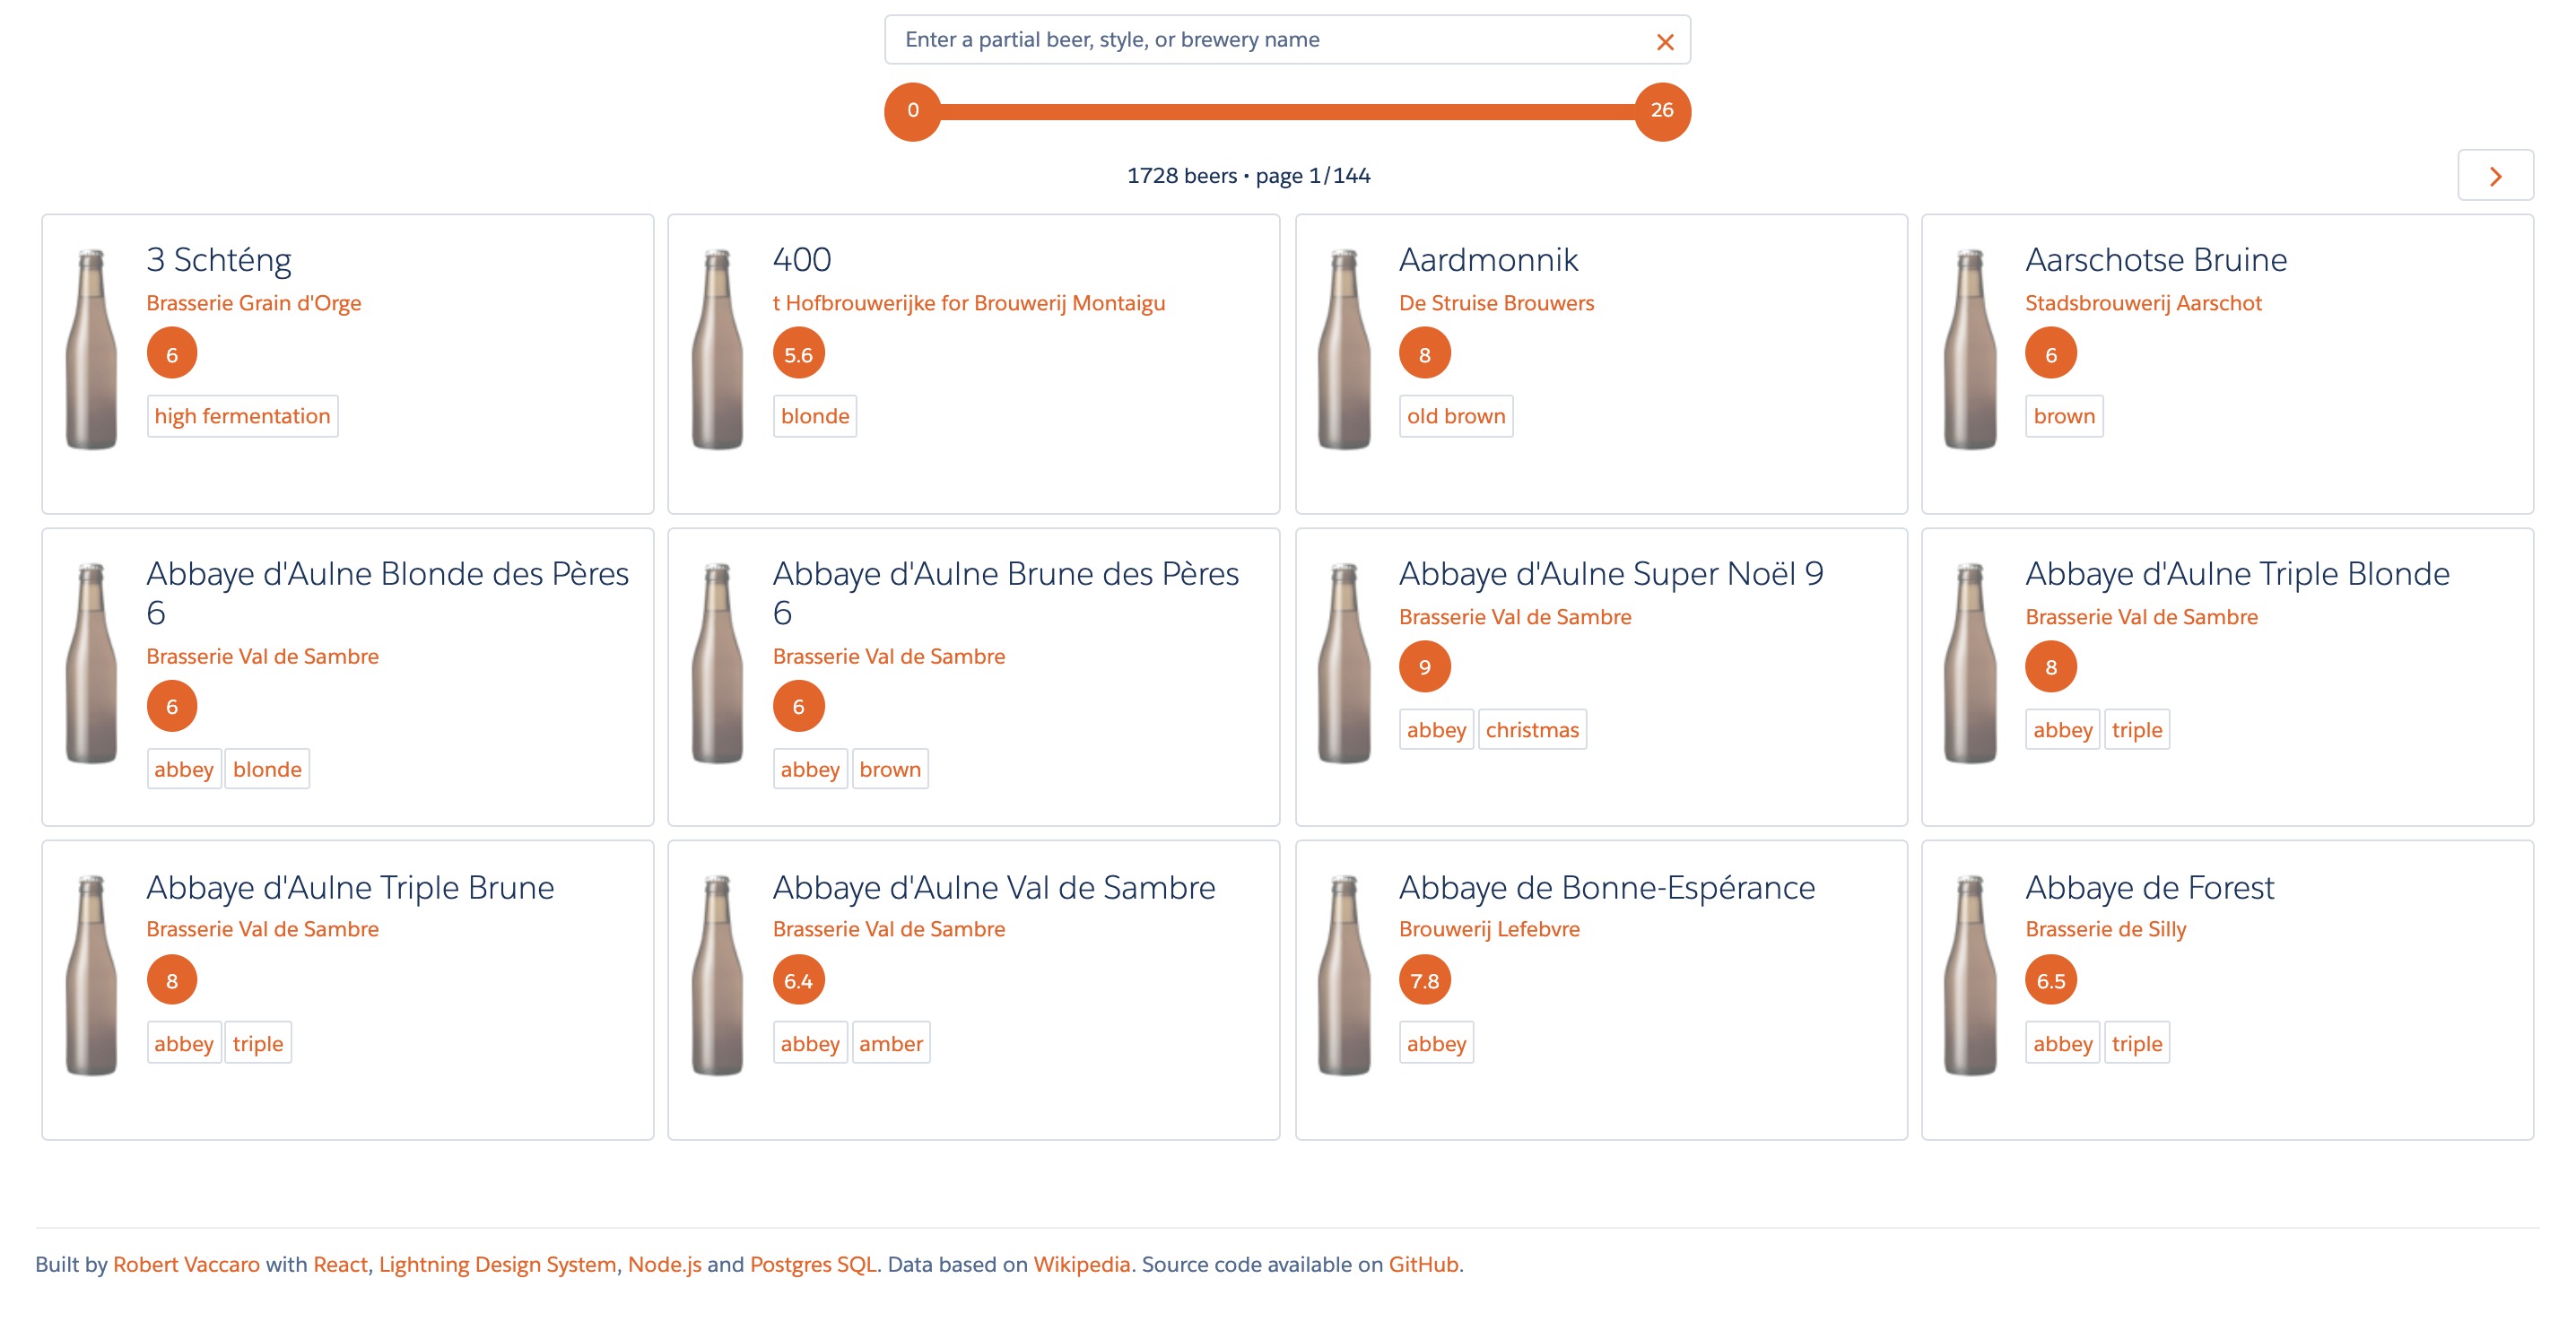 Enter a partial beer, style, or brewery name
0
26
1728 beers • page 1/144
3 Schténg
Brasserie Grain d'Orge
6
high fermentation
400
t Hofbrouwerijke for Brouwerij Montaigu
5.6
blonde
Aardmonnik
De Struise Brouwers
8
old brown
Aarschotse Bruine
Stadsbrouwerij Aarschot
6
brown
Abbaye d'Aulne Blonde des Pères
6
Brasserie Val de Sambre
6
abbey blonde
Abbaye d'Aulne Brune des Pères
6
Brasserie Val de Sambre
6
abbey brown
Abbaye d'Aulne Super Noël 9
Brasserie Val de Sambre
9
abbey christmas
Abbaye d'Aulne Triple Blonde
Brasserie Val de Sambre
8
abbey triple
Abbaye d'Aulne Triple Brune
Brasserie Val de Sambre
8
abbey triple
Abbaye d'Aulne Val de Sambre
Brasserie Val de Sambre
6.4
abbey amber
Abbaye de Bonne-Espérance
Brouwerij Lefebvre
7.8
abbey
Abbaye de Forest
Brasserie de Silly
6.5
abbey triple
Built by Robert Vaccaro with React, Lightning Design System, Node.js and Postgres SQL. Data based on Wikipedia. Source code available on GitHub.